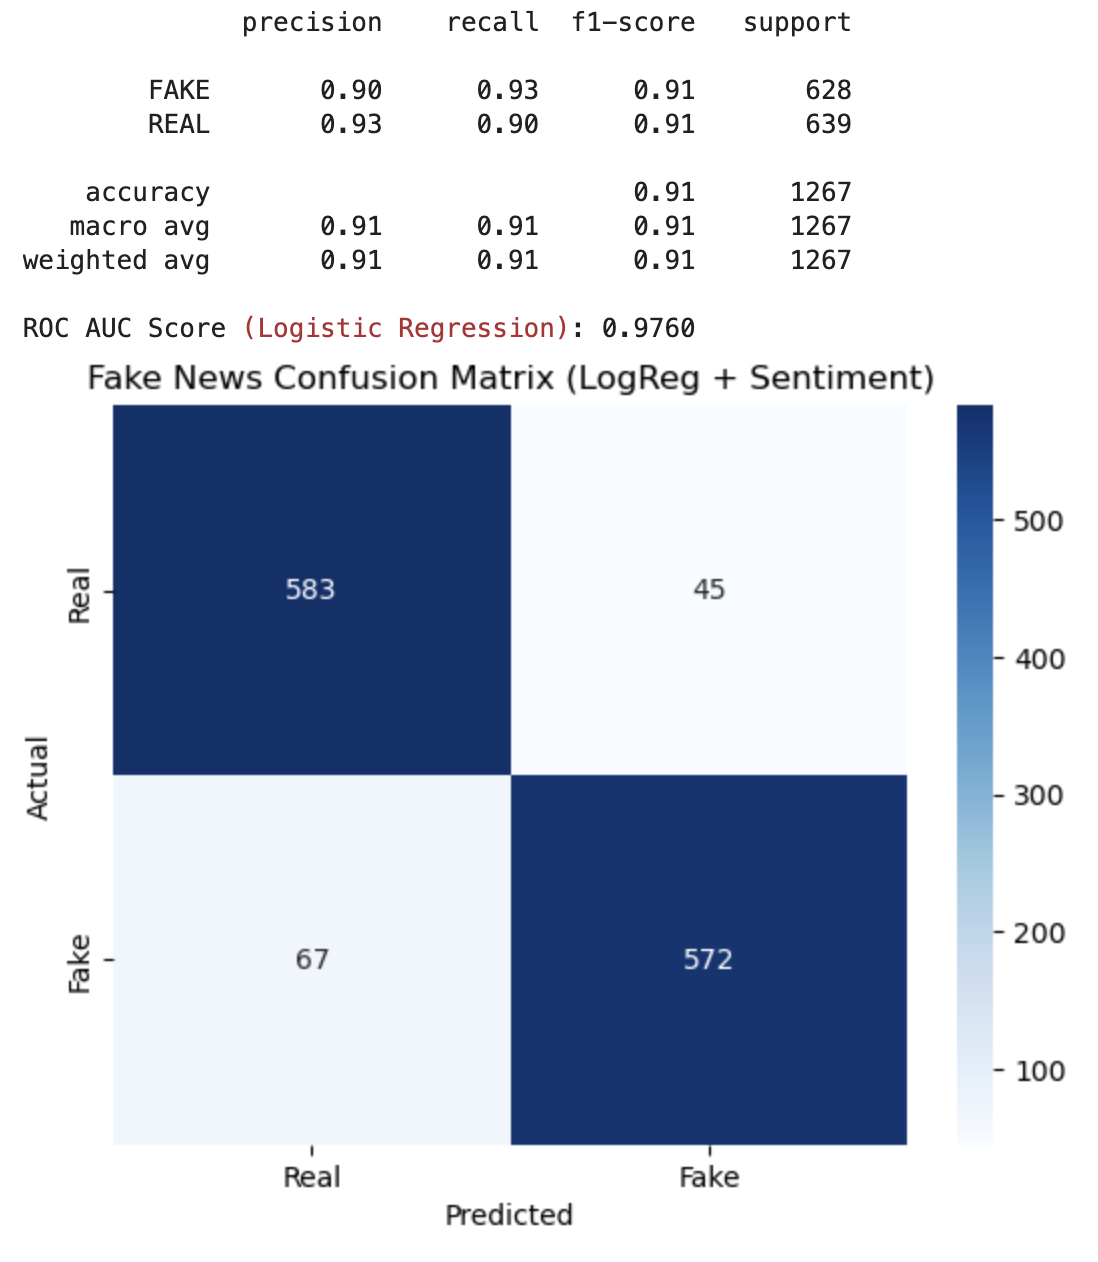 precision recall f1-score support
FAKE 0.90 0.93 0.91 628
REAL 0.93 0.90 0.91 639
accuracy 0.91 1267
macro avg 0.91 0.91 0.91 1267
weighted avg 0.91 0.91 0.91 1267
ROC AUC Score (Logistic Regression): 0.9760
Fake News Confusion Matrix (LogReg + Sentiment)
Actual
Real
583
45
Fake
67
572
Real
Fake
Predicted
500
400
300
200
100